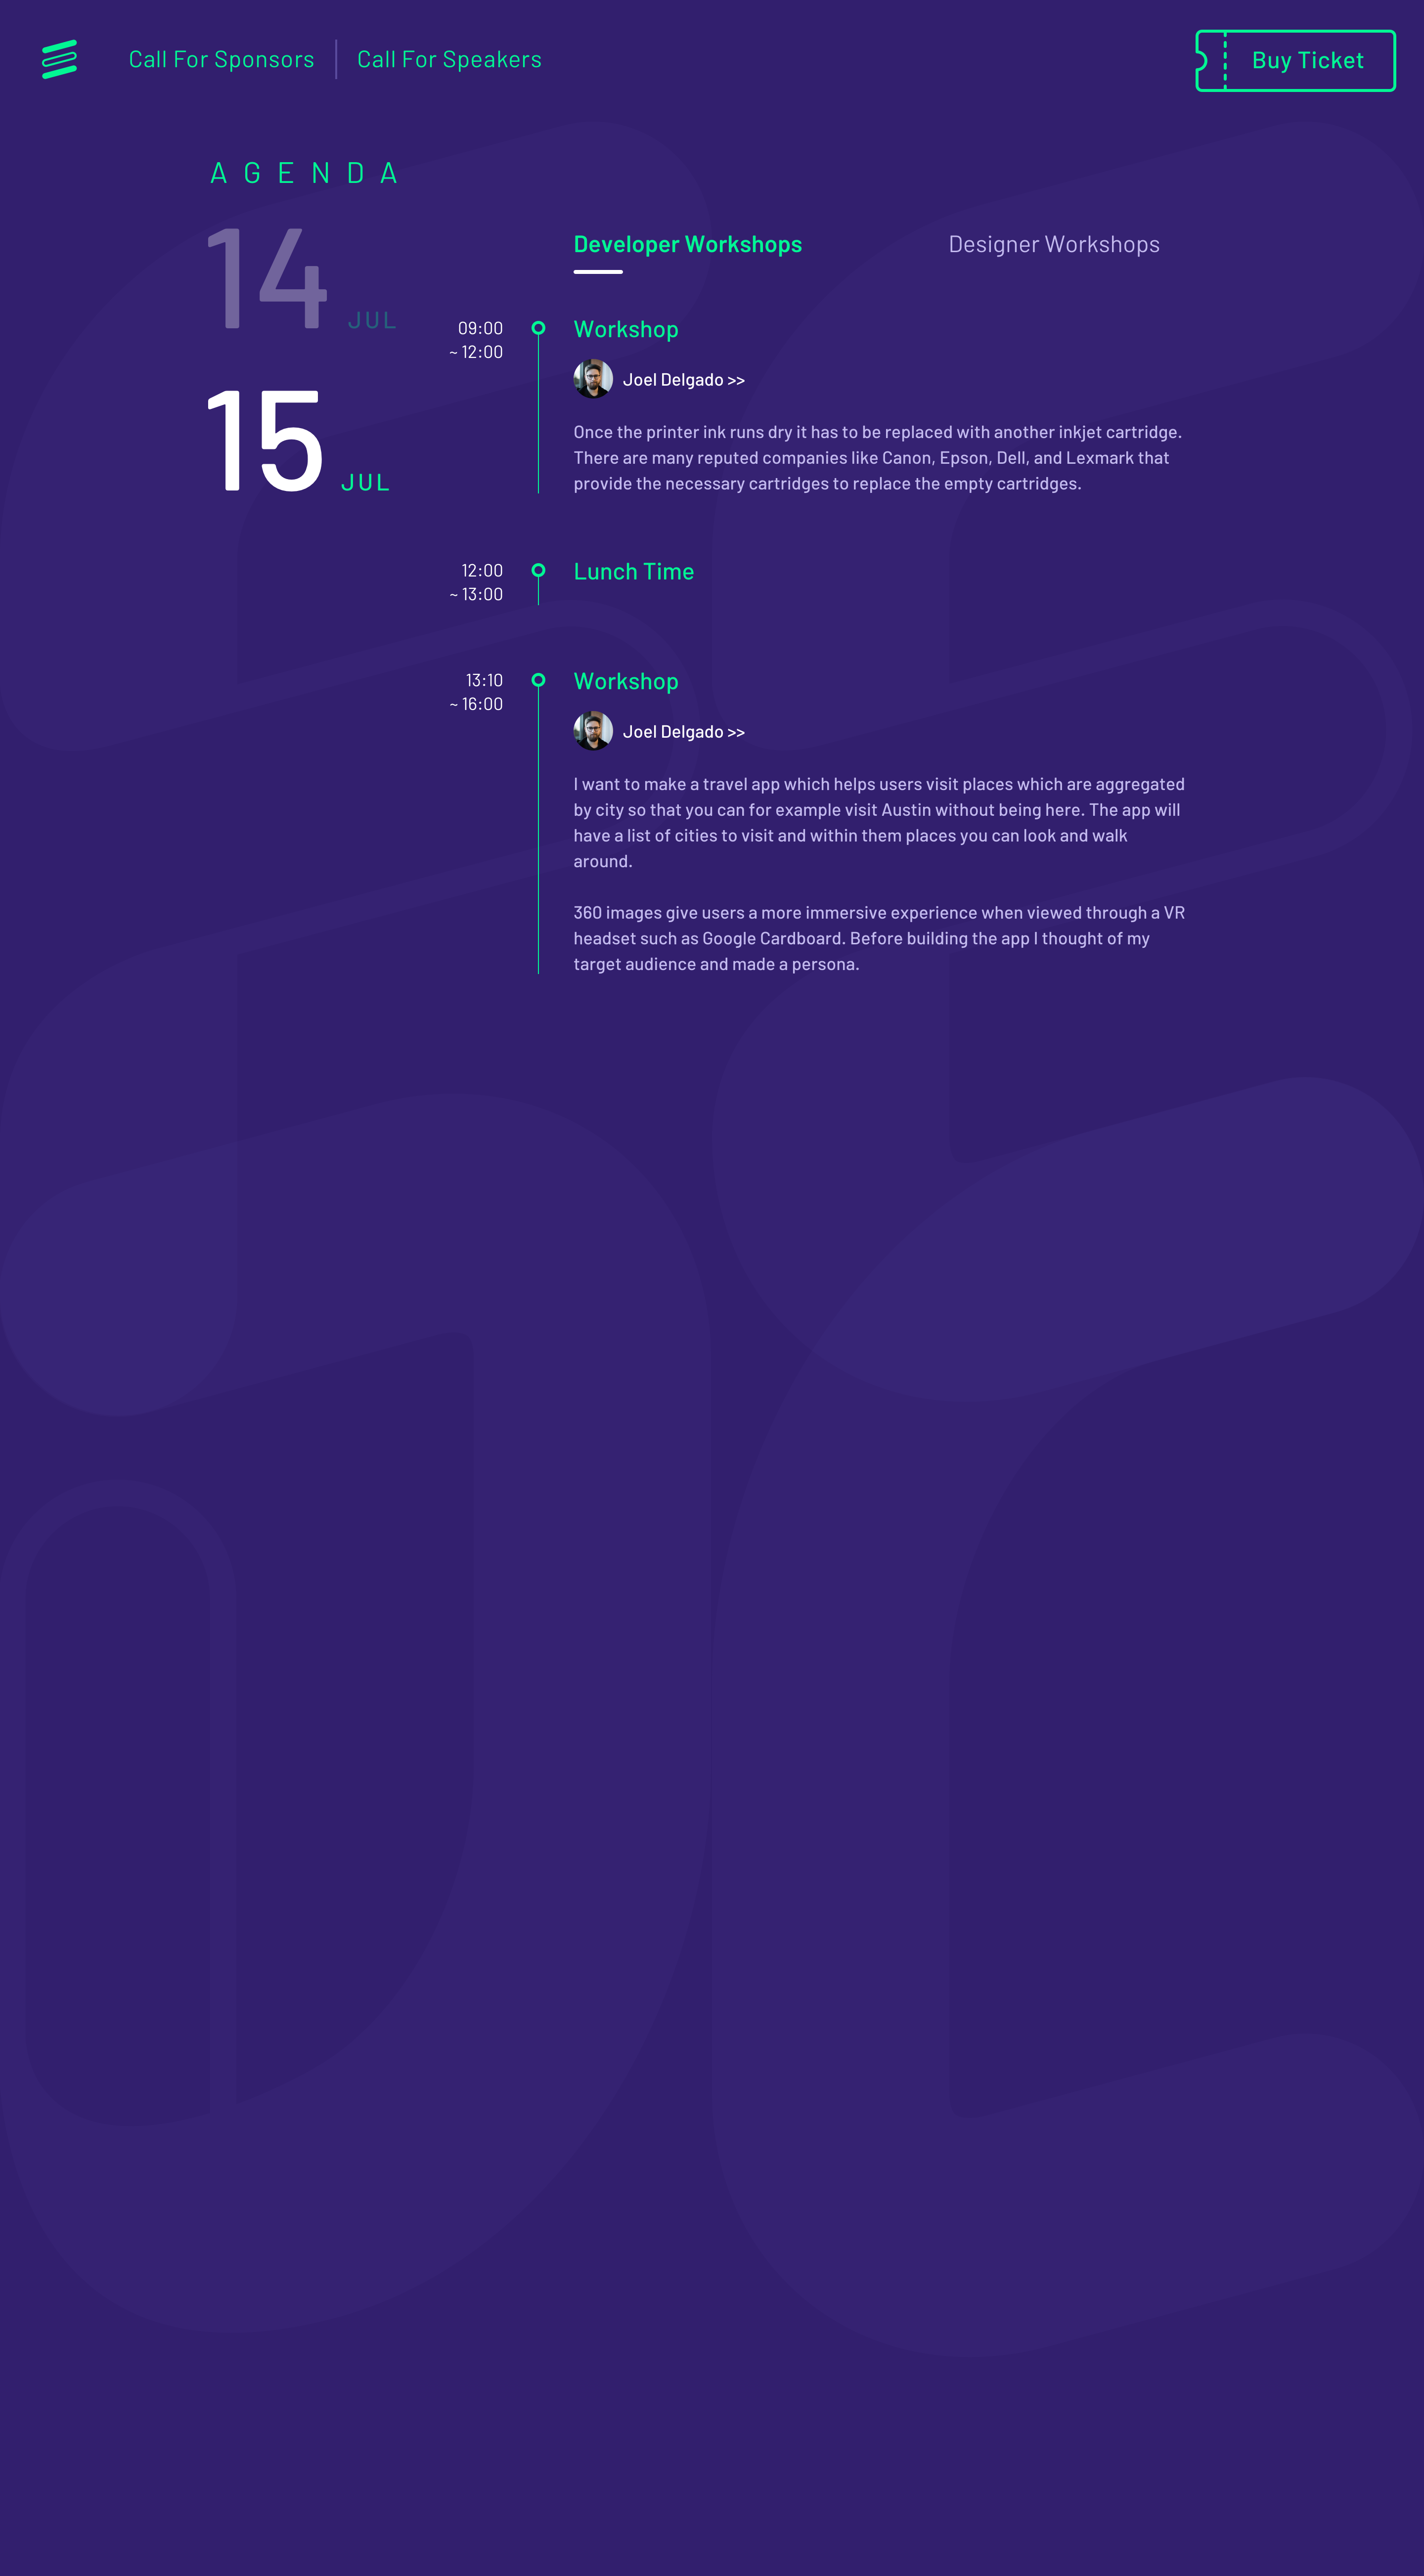 Call For Sponsors
Call For Speakers
Buy Ticket
AGENDA
14 JUL
15 JUL
Developer Workshops
Designer Workshops
09:00
~ 12:00
Workshop
Joel Delgado >>
Once the printer ink runs dry it has to be replaced with another inkjet cartridge.
There are many reputed companies like Canon, Epson, Dell, and Lexmark that
provide the necessary cartridges to replace the empty cartridges.
12:00
~ 13:00
Lunch Time
13:10
~ 16:00
Workshop
Joel Delgado >>
I want to make a travel app which helps users visit places which are aggregated
by city so that you can for example visit Austin without being here. The app will
have a list of cities to visit and within them places you can look and walk
around.
360 images give users a more immersive experience when viewed through a VR
headset such as Google Cardboard. Before building the app I thought of my
target audience and made a persona.